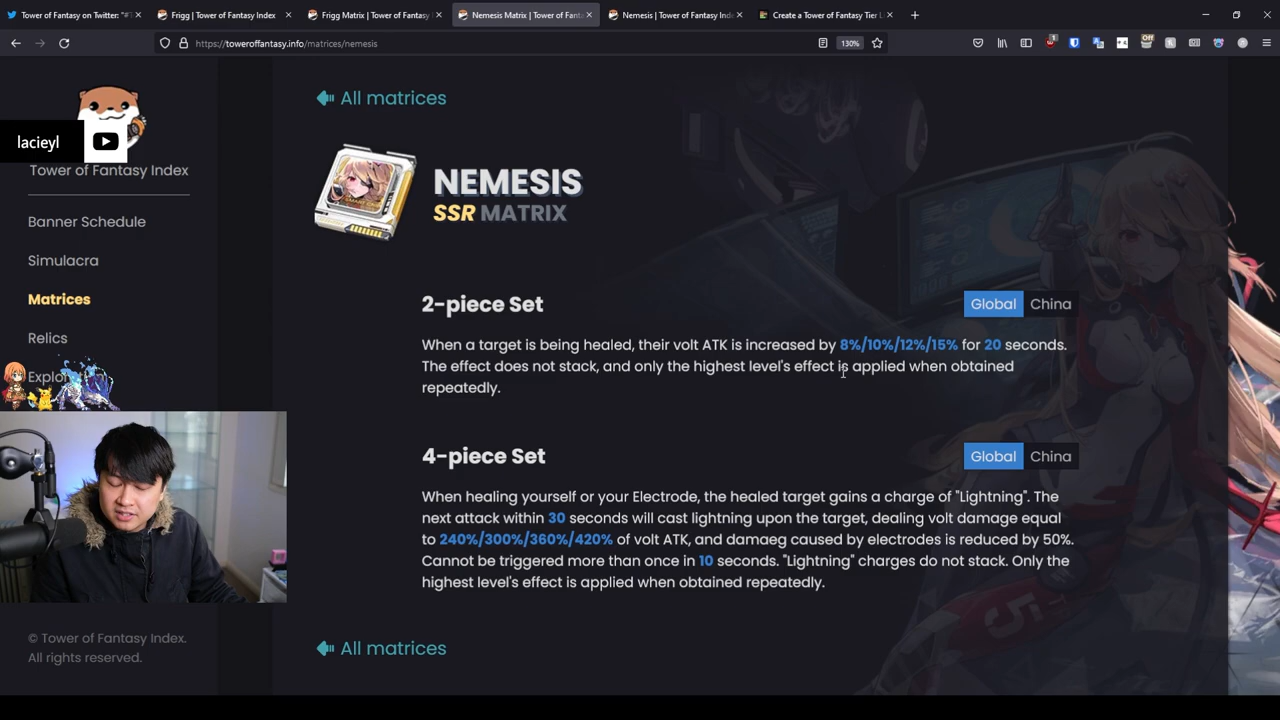 Tower of Fantasy on Twitter: "#T
Frigg | Tower of Fantasy Index
Frigg Matrix | Tower of Fantasy
Nemesis Matrix | Tower of Fanta
Nemesis | Tower of Fantasy Inde
Create a Tower of Fantasy Tier L
https://toweroffantasy.info/matrices/nemesis
130%
Off
1
lacieyl
Tower of Fantasy Index
Banner Schedule
Simulacra
Matrices
Relics
Explo
© Tower of Fantasy Index.
All rights reserved.
All matrices
NEMESIS
SSR MATRIX
2-piece Set
Global China
When a target is being healed, their volt ATK is increased by 8%/10%/12%/15% for 20 seconds.
The effect does not stack, and only the highest level's effect is applied when obtained
repeatedly.
4-piece Set
Global China
When healing yourself or your Electrode, the healed target gains a charge of "Lightning". The
next attack within 30 seconds will cast lightning upon the target, dealing volt damage equal
to 240%/300%/360%/420% of volt ATK, and damaeg caused by electrodes is reduced by 50%.
Cannot be triggered more than once in 10 seconds. "Lightning" charges do not stack. Only the
highest level's effect is applied when obtained repeatedly.
All matrices
5